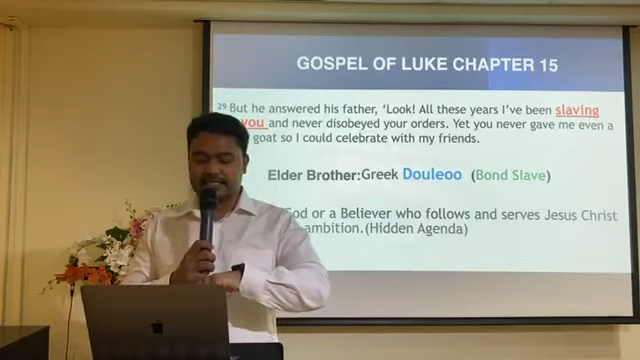 GOSPEL OF LUKE CHAPTER 15
29 But he answered his father, ‘Look! All these years I’ve been slaving
you and never disobeyed your orders. Yet you never gave me even a
goat so I could celebrate with my friends.
Elder Brother:Greek Douleoo (Bond Slave)
God or a Believer who follows and serves Jesus Christ
ambition.(Hidden Agenda)